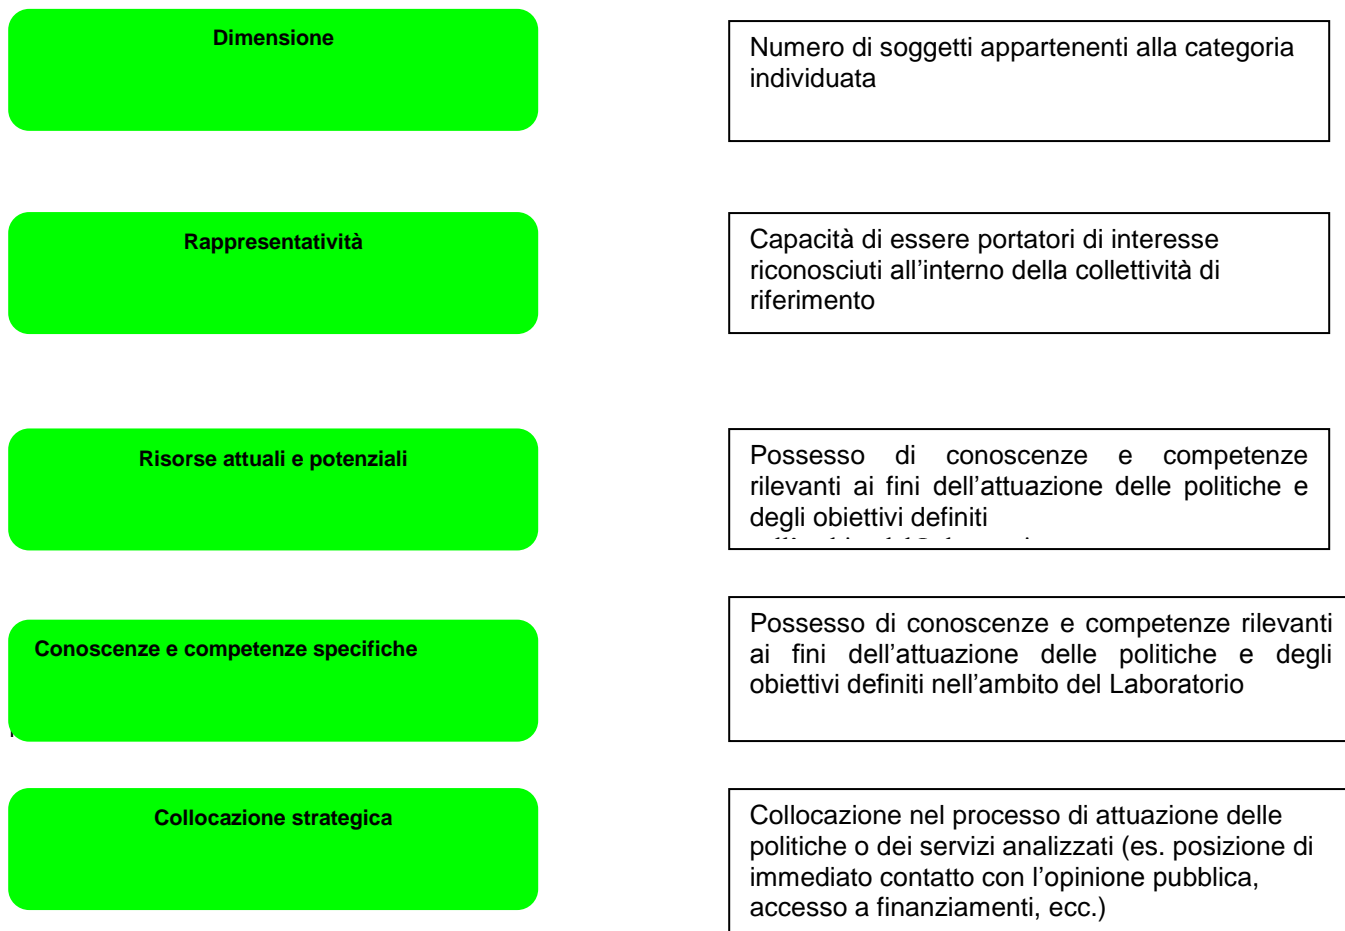 Dimensione
Numero di soggetti appartenenti alla categoria
individuata
Rappresentatività
Capacità di essere portatori di interesse
riconosciuti all’interno della collettività di
riferimento
Risorse attuali e potenziali
Possesso di conoscenze e competenze
rilevanti ai fini dell’attuazione delle politiche e
degli obiettivi definiti
Conoscenze e competenze specifiche
Possesso di conoscenze e competenze rilevanti
ai fini dell’attuazione delle politiche e degli
obiettivi definiti nell’ambito del Laboratorio
Collocazione strategica
Collocazione nel processo di attuazione delle
politiche o dei servizi analizzati (es. posizione di
immediato contatto con l’opinione pubblica,
accesso a finanziamenti, ecc.)